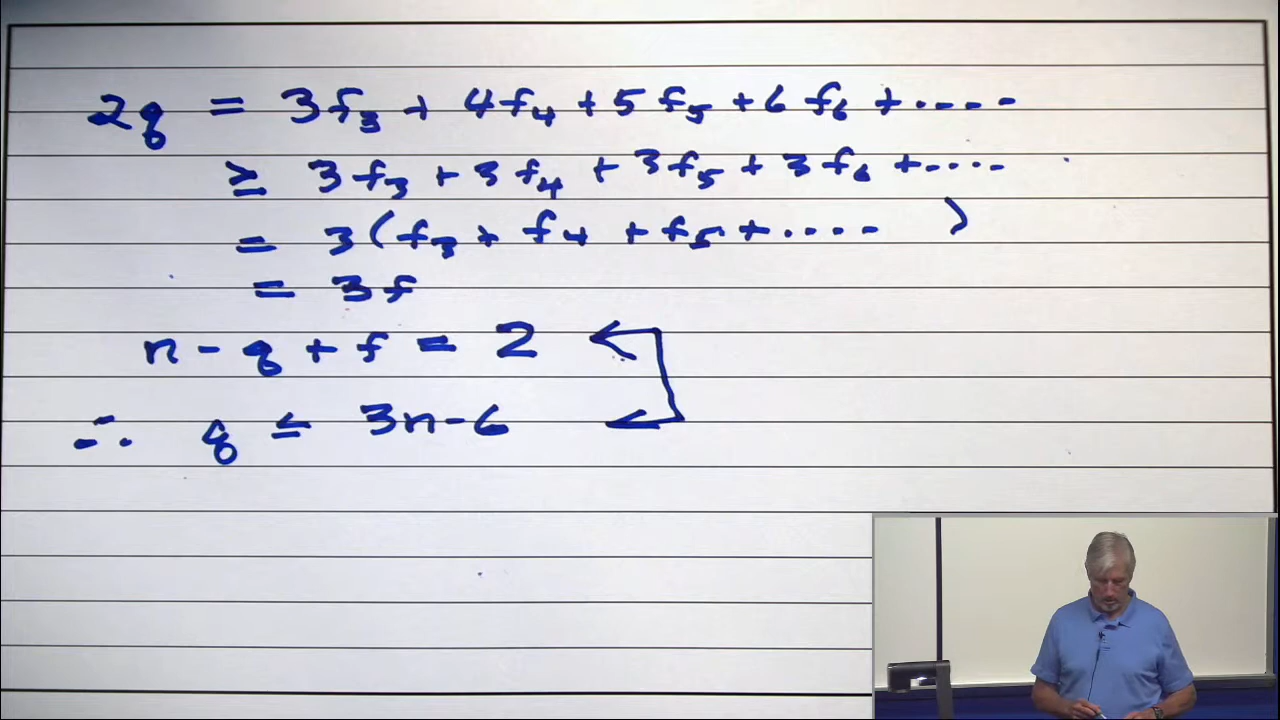 2q = 3f₃ + 4f₄ + 5f₅ + 6f₆ + ....
≥ 3f₃ + 3f₄ + 3f₅ + 3f₆ + ....
= 3(f₃ + f₄ + f₅ + .... )
= 3f
n - q + f = 2
∴ q ≤ 3n - 6